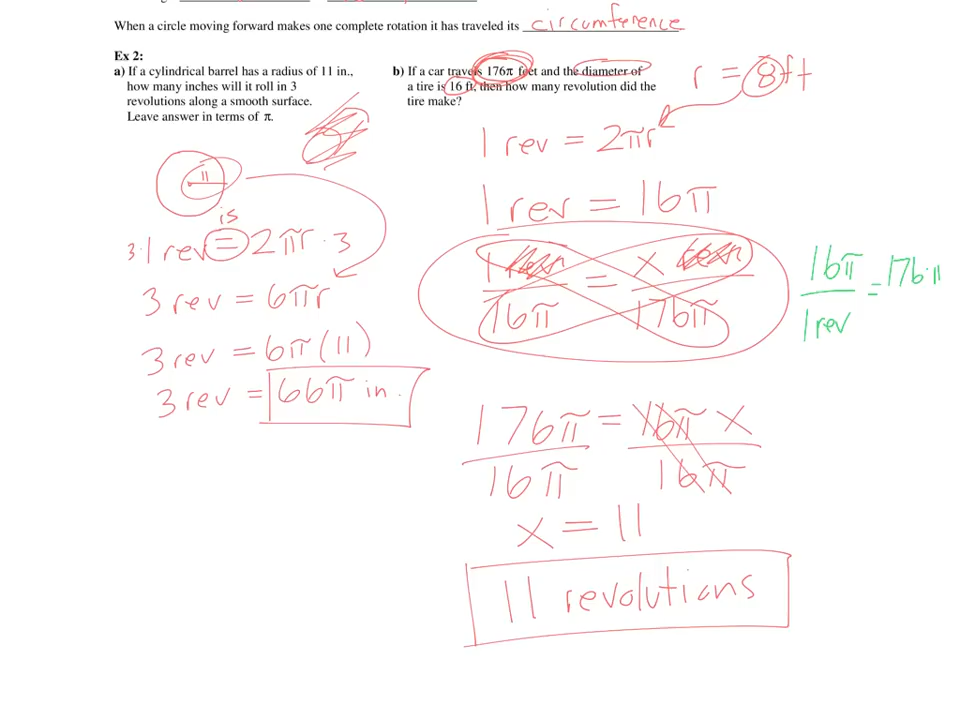 When a circle moving forward makes one complete rotation it has traveled its circumference
Ex 2:
a) If a cylindrical barrel has a radius of 11 in.,
how many inches will it roll in 3
revolutions along a smooth surface.
Leave answer in terms of π.
11
is
3·1 rev = 2πr · 3
3 rev = 6πr
3 rev = 6π(11)
3 rev = 66π in.
b) If a car travels 176π feet and the diameter of
a tire is 16 ft, then how many revolution did the
tire make?
r = 8ft
1 rev = 2πr
1 rev = 16π
1 / 16π = x / 176π
16π / 1 rev = 176π
176π / 16π = 16π x / 16π
x = 11
11 revolutions